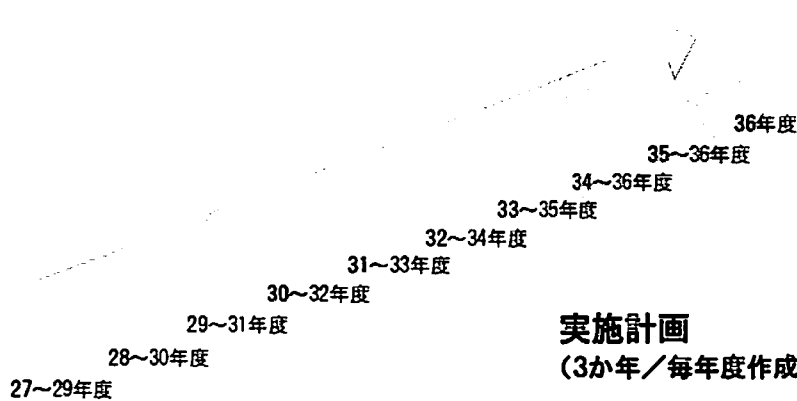 36年度
35〜36年度
34〜36年度
33〜35年度
32〜34年度
31〜33年度
30〜32年度
29〜31年度
実施計画
28〜30年度
（3か年／毎年度作成
27〜29年度